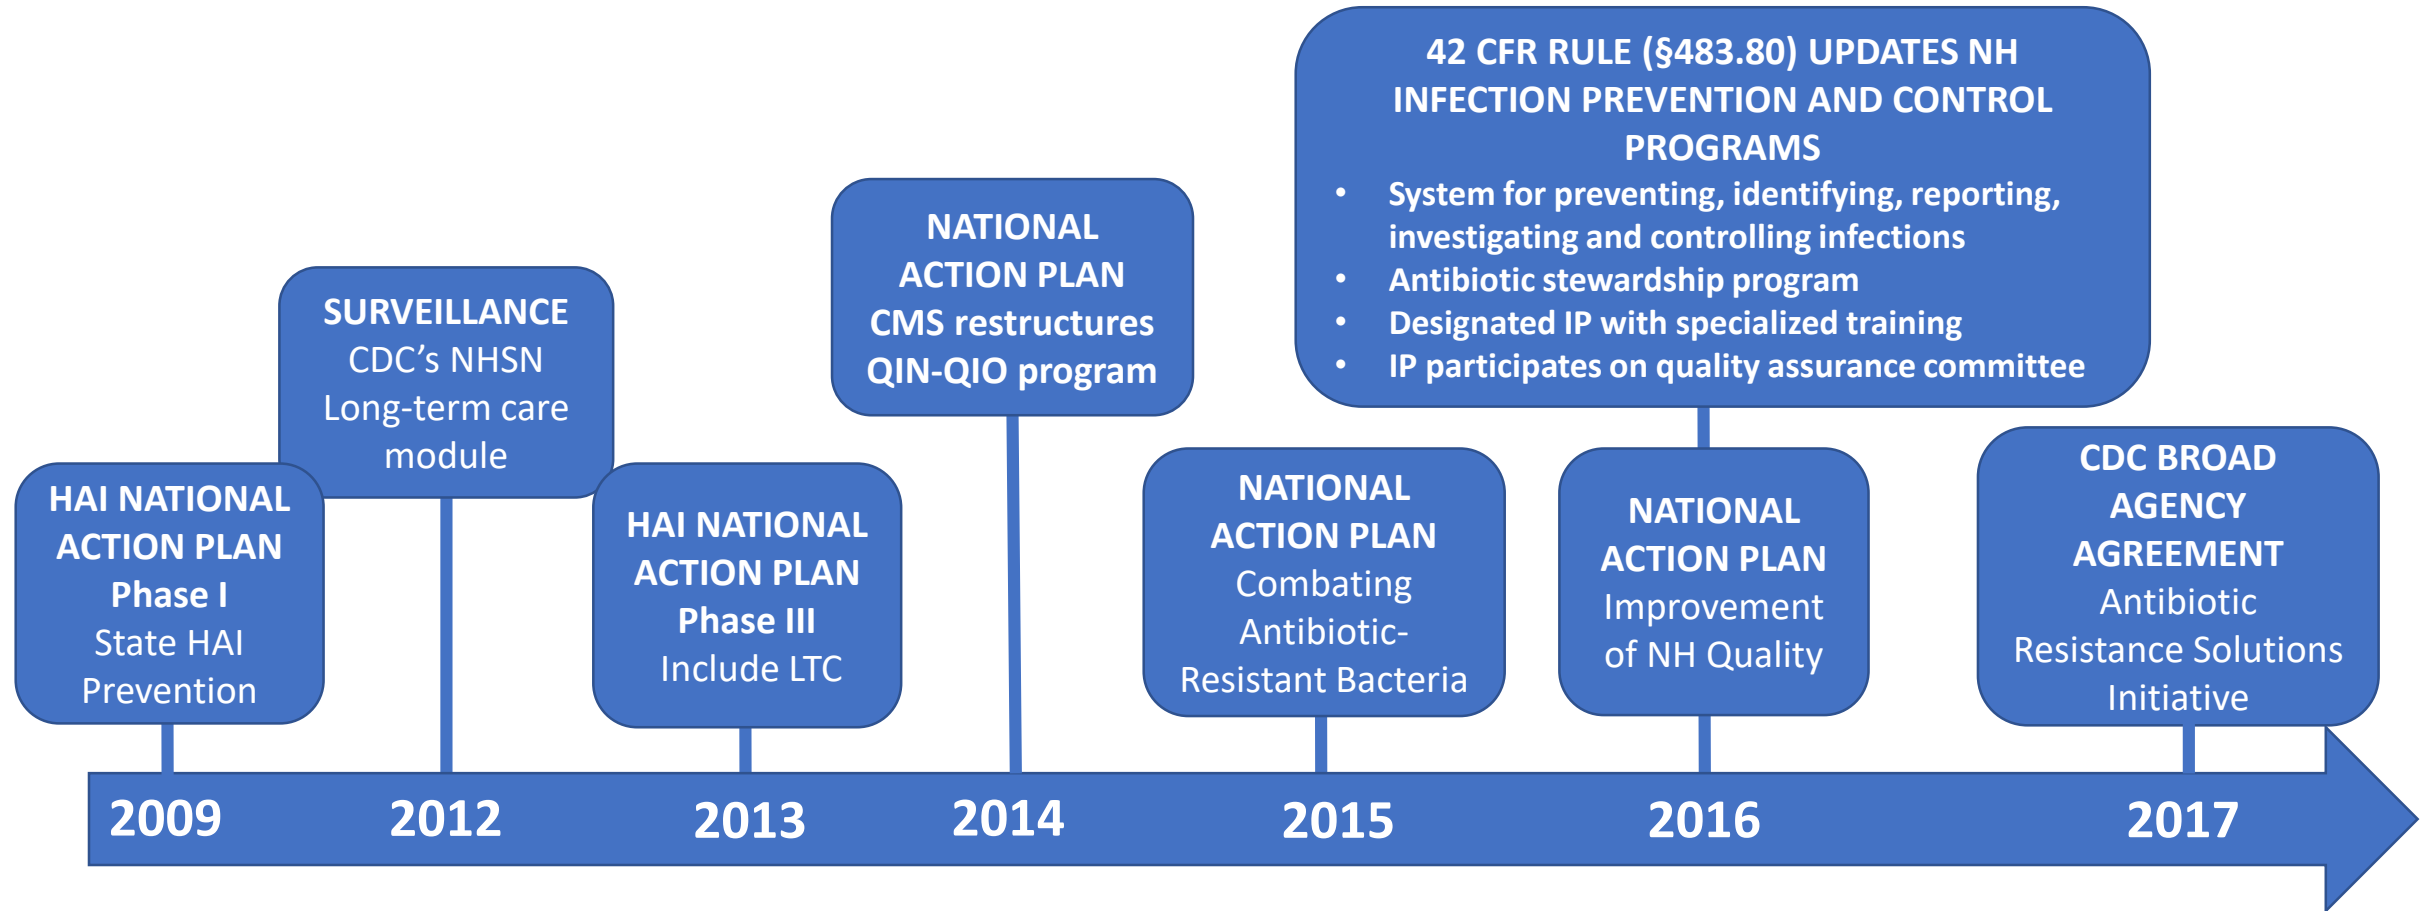 HAI NATIONAL
ACTION PLAN
Phase I
State HAI
Prevention
SURVEILLANCE
CDC’s NHSN
Long-term care
module
HAI NATIONAL
ACTION PLAN
Phase III
Include LTC
NATIONAL
ACTION PLAN
CMS restructures
QIN-QIO program
NATIONAL
ACTION PLAN
Combating
Antibiotic-
Resistant Bacteria
42 CFR RULE (§483.80) UPDATES NH
INFECTION PREVENTION AND CONTROL
PROGRAMS
• System for preventing, identifying, reporting,
investigating and controlling infections
• Antibiotic stewardship program
• Designated IP with specialized training
• IP participates on quality assurance committee
NATIONAL
ACTION PLAN
Improvement
of NH Quality
CDC BROAD
AGENCY
AGREEMENT
Antibiotic
Resistance Solutions
Initiative
2009 2012 2013 2014 2015 2016 2017